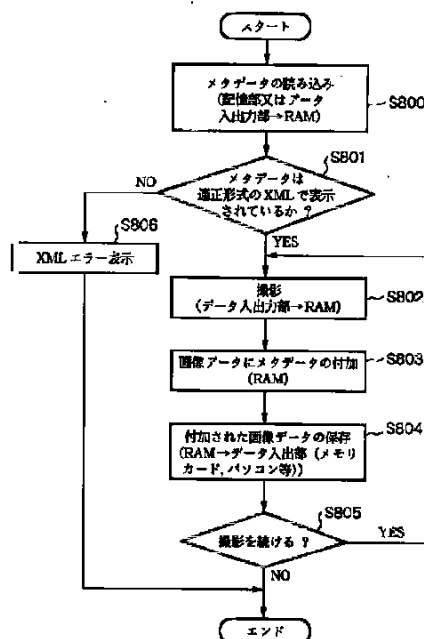 スタート
メタデータの読み込み
(記憶部又はデータ
入出力部→RAM)
S800
S801
メタデータは
適正形式のXMLで表示
されているか ?
NO
YES
S806
XMLエラー表示
撮影
(データ入出力部→RAM)
S802
画像データにメタデータの付加
(RAM)
S803
付加された画像データの保存
(RAM→データ入出部 (メモリ
カード, パソコン等))
S804
S805
撮影を続ける ?
YES
NO
エンド